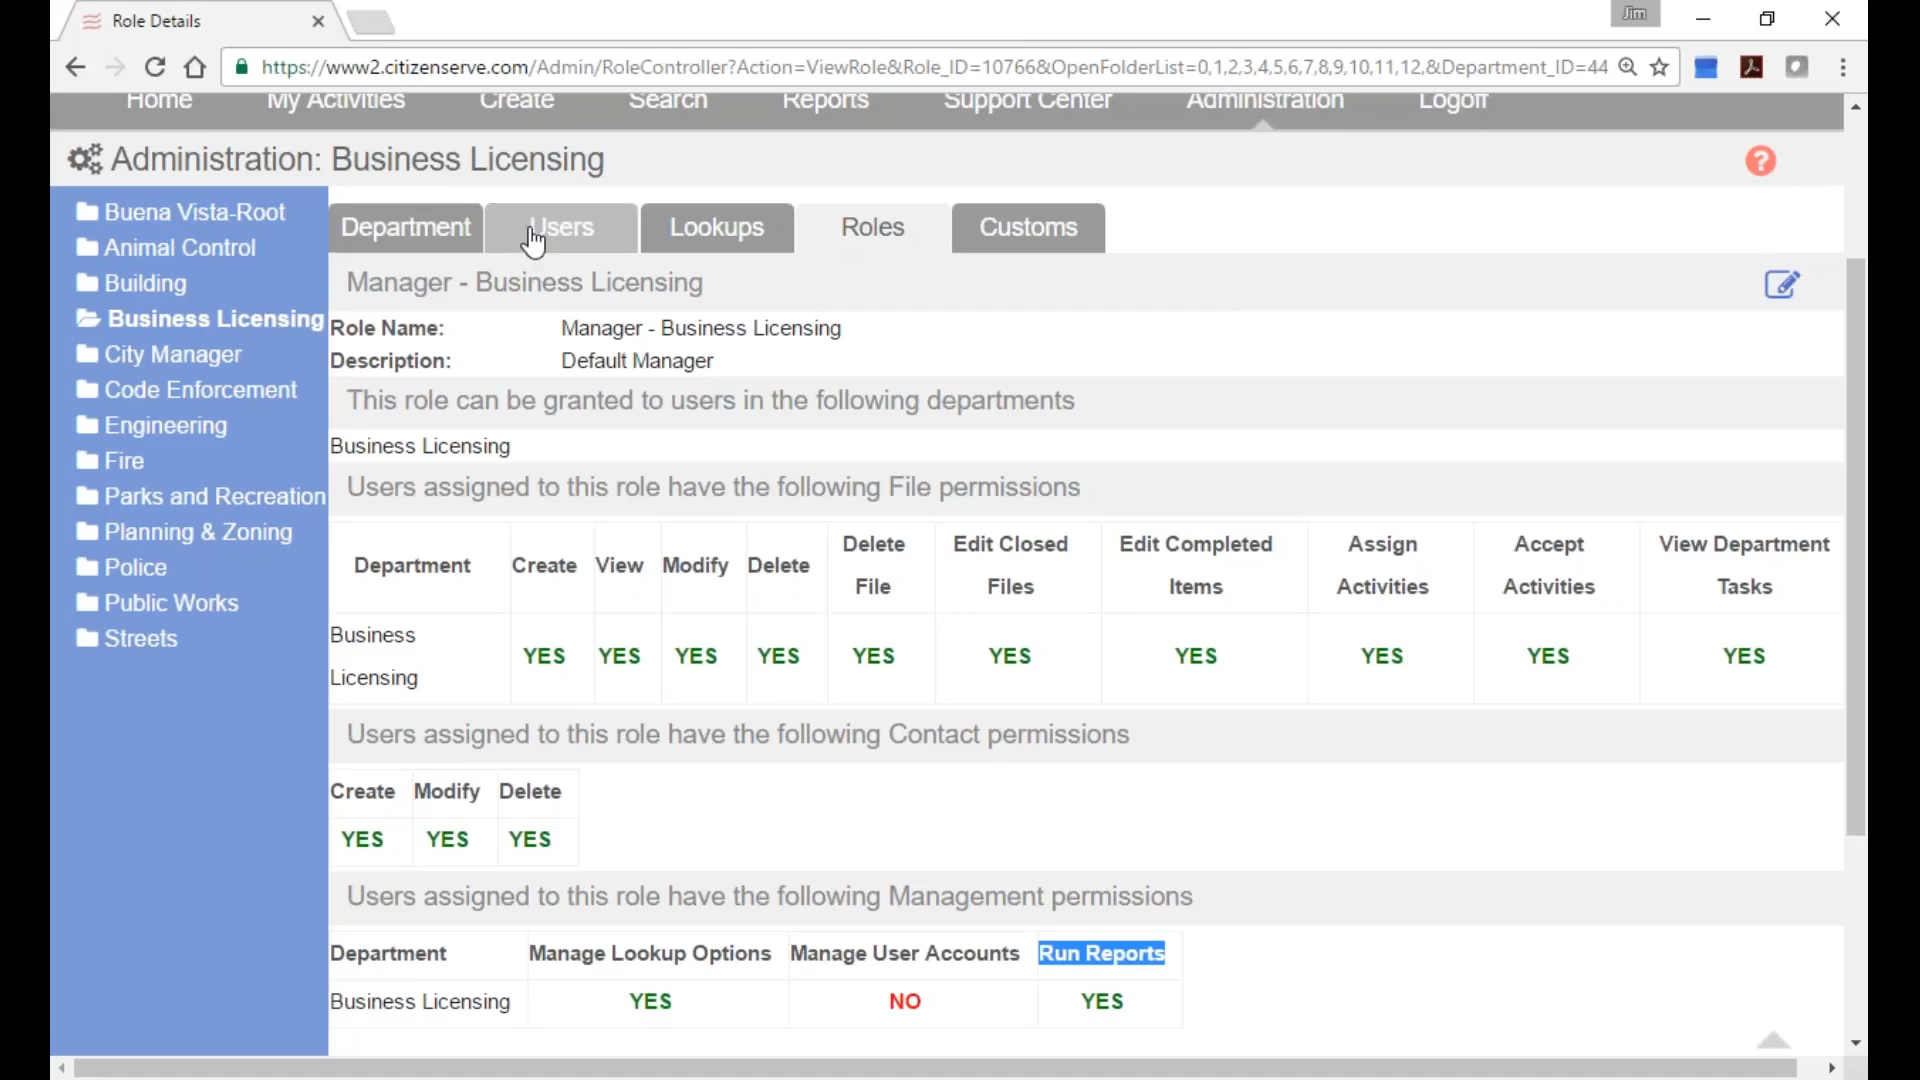 Role Details
Jim
https://www2.citizenserve.com/Admin/RoleController?Action=ViewRole&Role_ID=10766&OpenFolderList=0,1,2,3,4,5,6,7,8,9,10,11,12,&Department_ID=44
Home My Activities Create Search Reports Support Center Administration Logoff
Administration: Business Licensing
?
Buena Vista-Root
Animal Control
Building
Business Licensing
City Manager
Code Enforcement
Engineering
Fire
Parks and Recreation
Planning & Zoning
Police
Public Works
Streets
Department Users Lookups Roles Customs
Manager - Business Licensing
Role Name: Manager - Business Licensing
Description: Default Manager
This role can be granted to users in the following departments
Business Licensing
Users assigned to this role have the following File permissions
Department Create View Modify Delete Delete File Edit Closed Files Edit Completed Items Assign Activities Accept Activities View Department Tasks
Business Licensing YES YES YES YES YES YES YES YES YES YES
Users assigned to this role have the following Contact permissions
Create Modify Delete
YES YES YES
Users assigned to this role have the following Management permissions
Department Manage Lookup Options Manage User Accounts Run Reports
Business Licensing YES NO YES